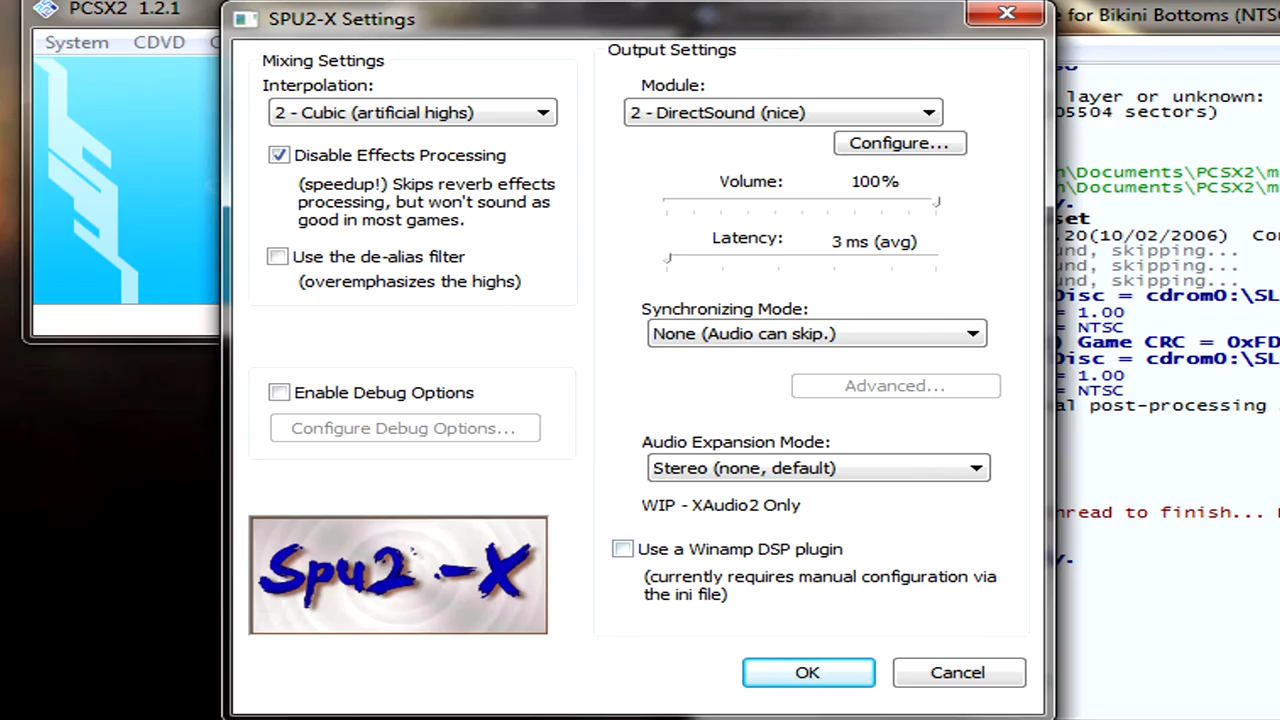 PCSX2 1.2.1
System CDVD
SPU2-X Settings
Mixing Settings
Interpolation:
2 - Cubic (artificial highs)
Disable Effects Processing
(speedup!) Skips reverb effects
processing, but won't sound as
good in most games.
Use the de-alias filter
(overemphasizes the highs)
Enable Debug Options
Configure Debug Options...
Spu2-X
Output Settings
Module:
2 - DirectSound (nice)
Configure...
Volume: 100%
Latency: 3 ms (avg)
Synchronizing Mode:
None (Audio can skip.)
Advanced...
Audio Expansion Mode:
Stereo (none, default)
WIP - XAudio2 Only
Use a Winamp DSP plugin
(currently requires manual configuration via
the ini file)
OK Cancel
e for Bikini Bottoms (NTSC
layer or unknown:
05504 sectors)
\Documents\PCSX2\m
\Documents\PCSX2\m
set
.20(10/02/2006) Co
und, skipping...
und, skipping...
und, skipping...
Disc = cdrom0:\SL
= 1.00
= NTSC
) Game CRC = 0xFD
Disc = cdrom0:\SL
= 1.00
= NTSC
al post-processing
hread to finish...